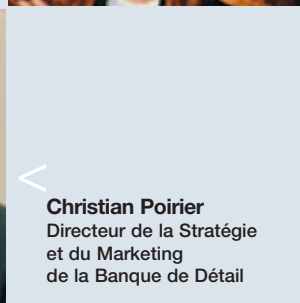 <
Christian Poirier
Directeur de la Stratégie
et du Marketing
de la Banque de Détail